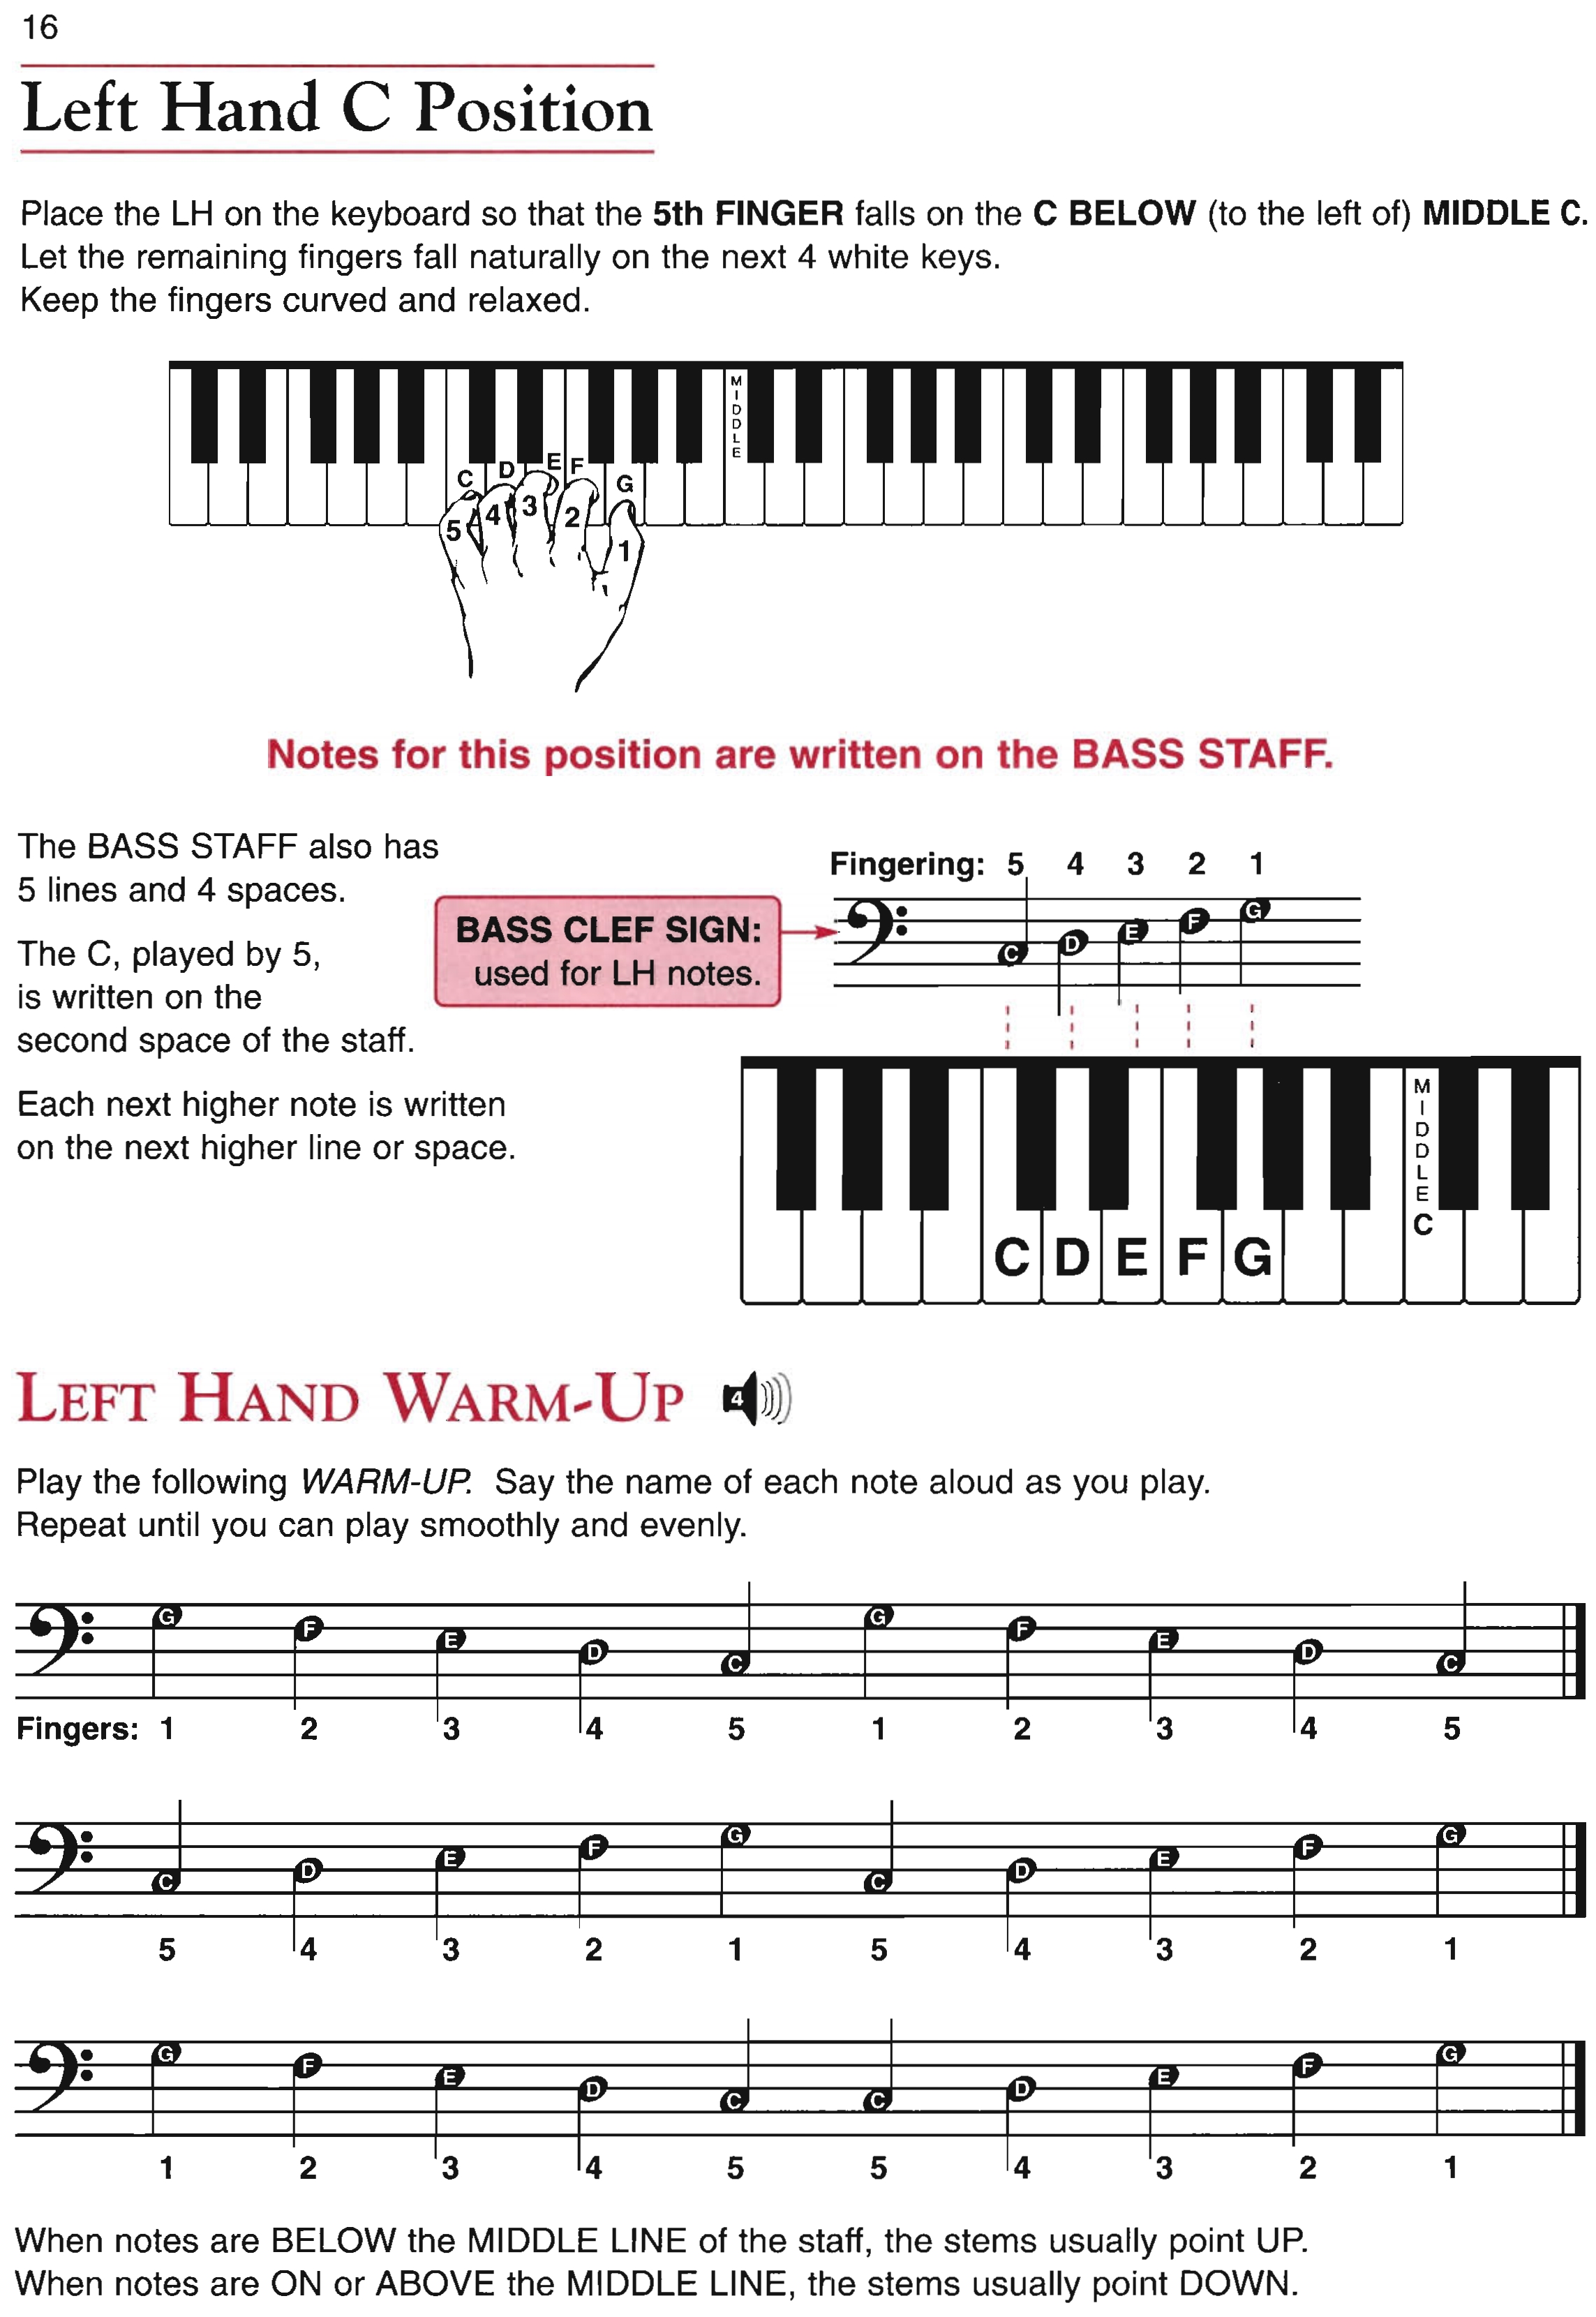 16
Left Hand C Position
Place the LH on the keyboard so that the 5th FINGER falls on the C BELOW (to the left of) MIDDLE C.
Let the remaining fingers fall naturally on the next 4 white keys.
Keep the fingers curved and relaxed.
MIDDLE
C D E F G
5 4 3 2 1
Notes for this position are written on the BASS STAFF.
The BASS STAFF also has
5 lines and 4 spaces.
The C, played by 5,
is written on the
second space of the staff.
Each next higher note is written
on the next higher line or space.
BASS CLEF SIGN:
used for LH notes.
Fingering: 5 4 3 2 1
C D E F G
MIDDLE C
C D E F G
LEFT HAND WARM-UP 4
Play the following WARM-UP. Say the name of each note aloud as you play.
Repeat until you can play smoothly and evenly.
G F E D C G F E D C
Fingers: 1 2 3 4 5 1 2 3 4 5
C D E F G C D E F G
5 4 3 2 1 5 4 3 2 1
G F E D C C D E F G
1 2 3 4 5 5 4 3 2 1
When notes are BELOW the MIDDLE LINE of the staff, the stems usually point UP.
When notes are ON or ABOVE the MIDDLE LINE, the stems usually point DOWN.